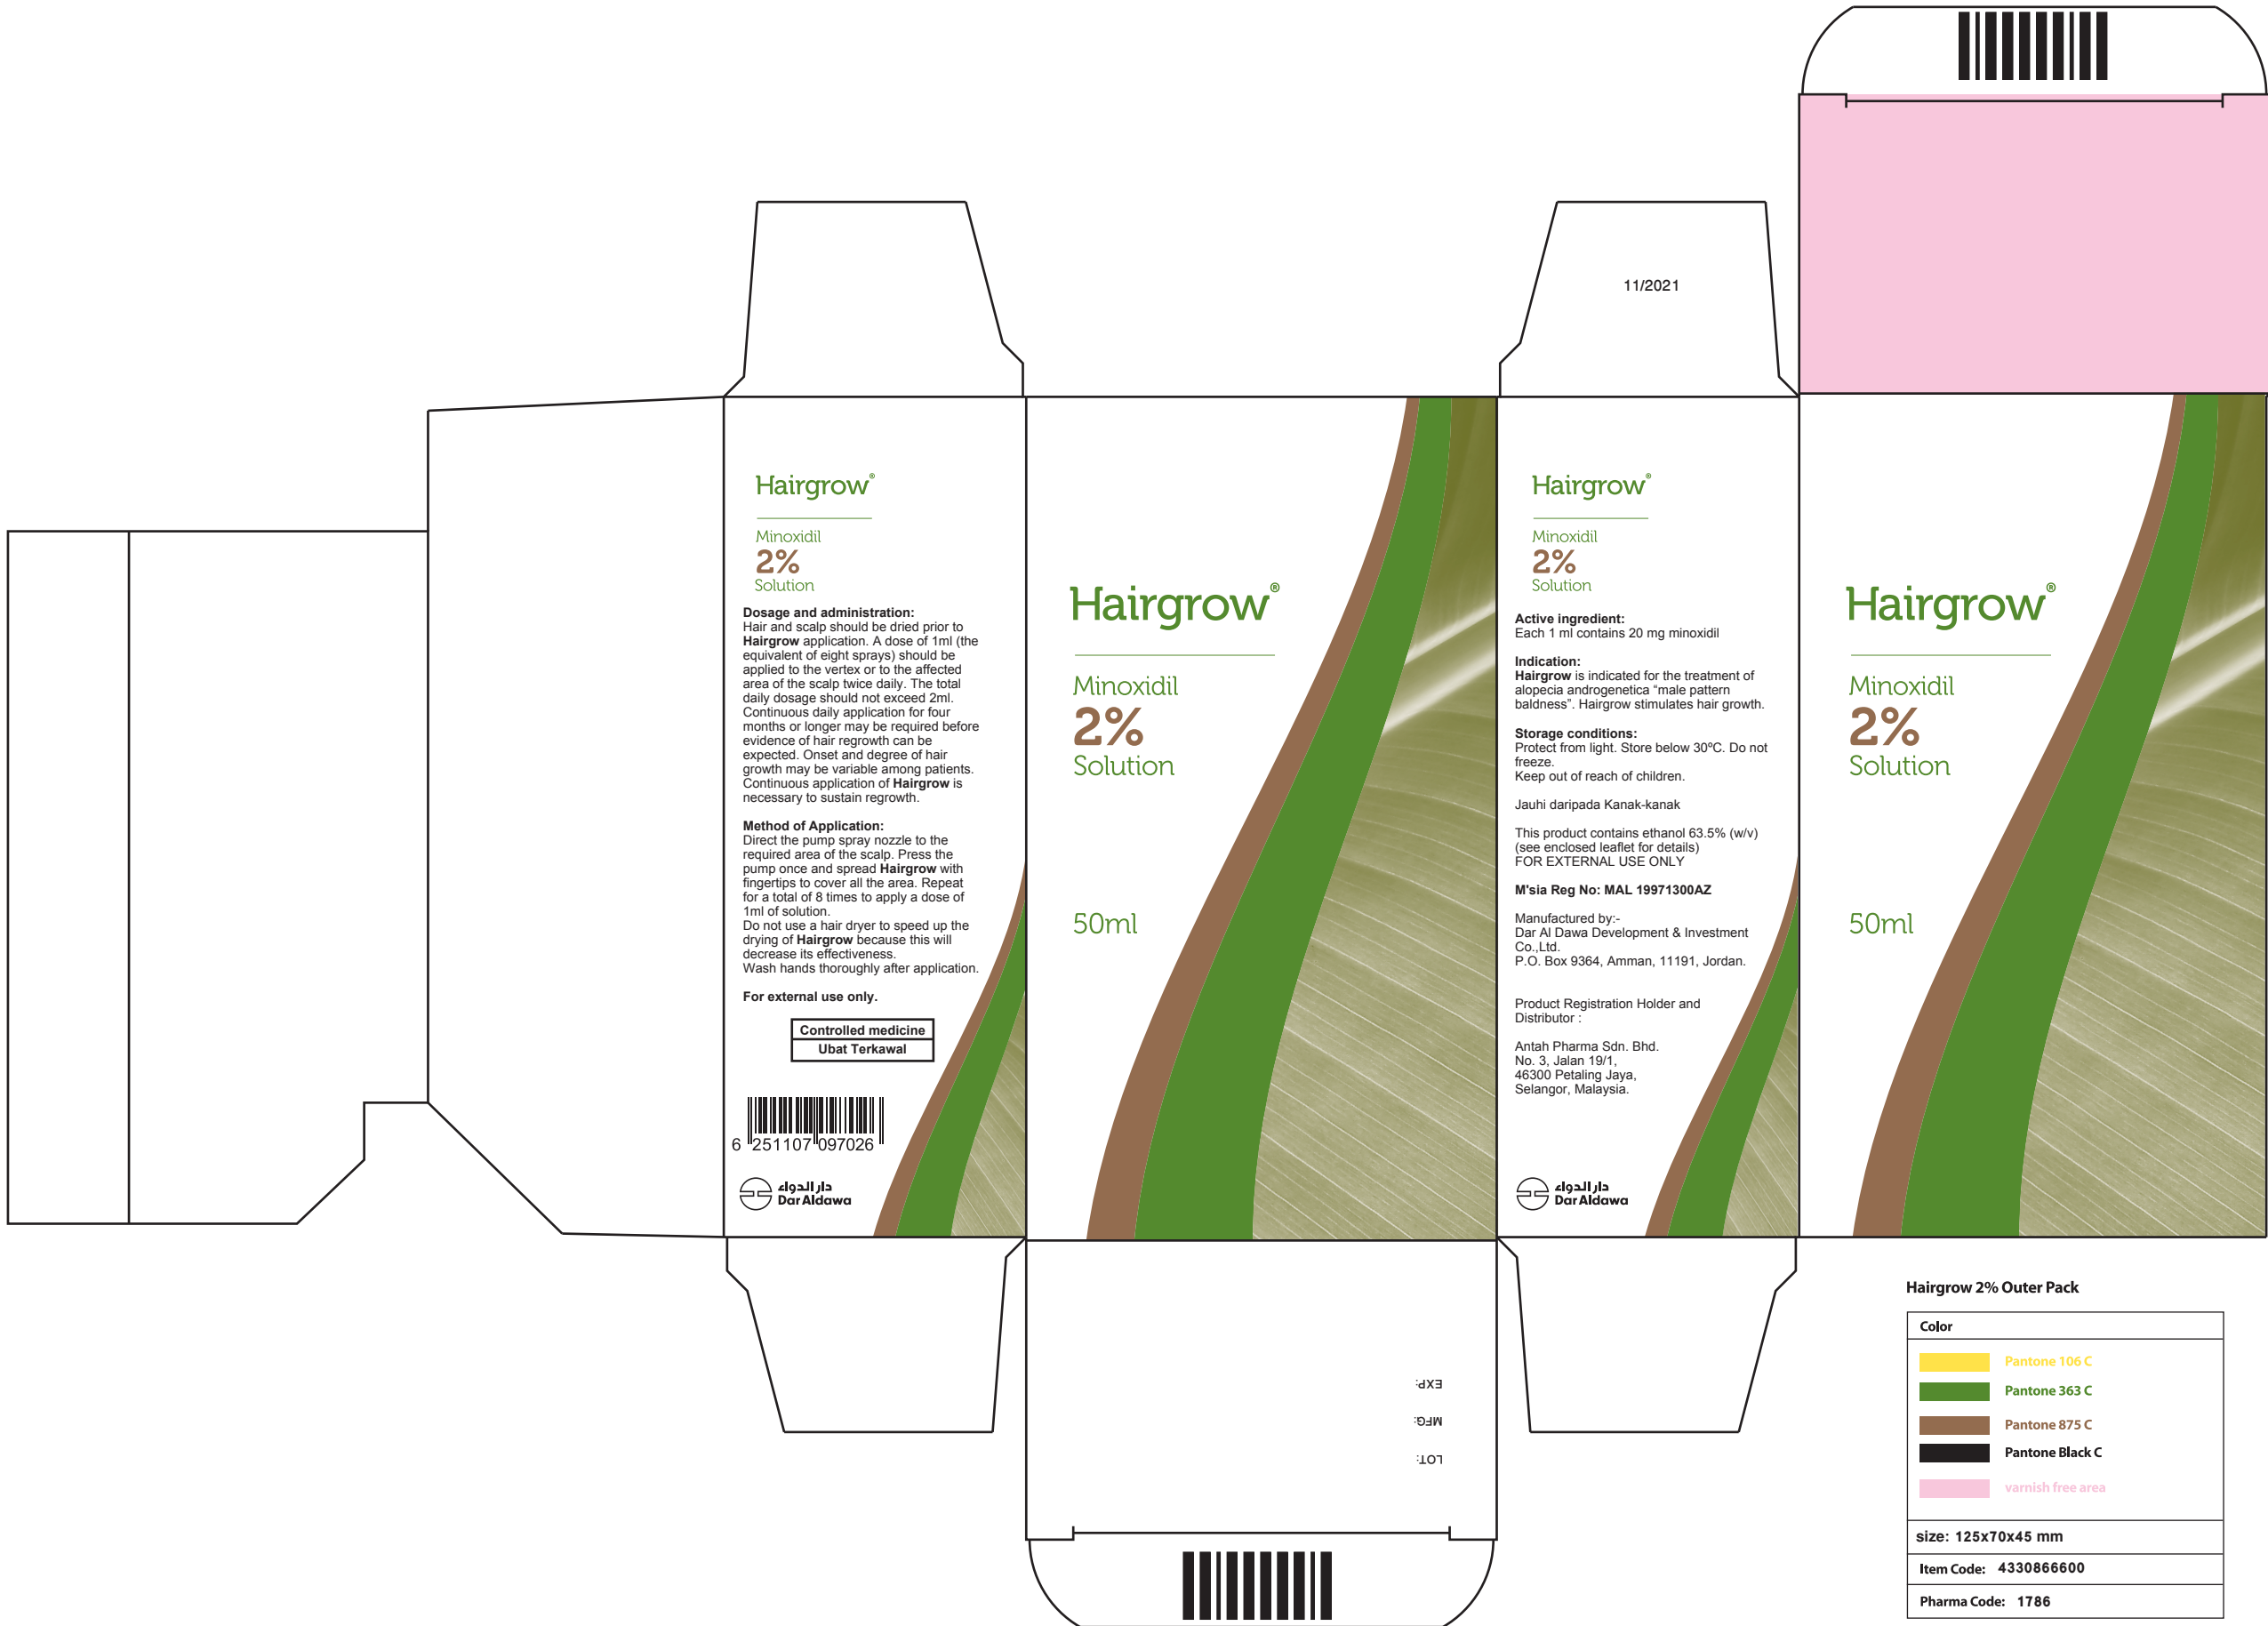 11/2021
Hairgrow®
Minoxidil
2%
Solution
Dosage and administration:
Hair and scalp should be dried prior to
Hairgrow application. A dose of 1ml (the
equivalent of eight sprays) should be
applied to the vertex or to the affected
area of the scalp twice daily. The total
daily dosage should not exceed 2ml.
Continuous daily application for four
months or longer may be required before
evidence of hair regrowth can be
expected. Onset and degree of hair
growth may be variable among patients.
Continuous application of Hairgrow is
necessary to sustain regrowth.
Method of Application:
Direct the pump spray nozzle to the
required area of the scalp. Press the
pump once and spread Hairgrow with
fingertips to cover all the area. Repeat
for a total of 8 times to apply a dose of
1ml of solution.
Do not use a hair dryer to speed up the
drying of Hairgrow because this will
decrease its effectiveness.
Wash hands thoroughly after application.
For external use only.
Controlled medicine
Ubat Terkawal
6 251107 097026
دار الدواء
Dar Aldawa
Hairgrow®
Minoxidil
2%
Solution
50ml
Hairgrow®
Minoxidil
2%
Solution
Active ingredient:
Each 1 ml contains 20 mg minoxidil
Indication:
Hairgrow is indicated for the treatment of
alopecia androgenetica “male pattern
baldness”. Hairgrow stimulates hair growth.
Storage conditions:
Protect from light. Store below 30ºC. Do not
freeze.
Keep out of reach of children.
Jauhi daripada Kanak-kanak
This product contains ethanol 63.5% (w/v)
(see enclosed leaflet for details)
FOR EXTERNAL USE ONLY
M'sia Reg No: MAL 19971300AZ
Manufactured by:-
Dar Al Dawa Development & Investment
Co.,Ltd.
P.O. Box 9364, Amman, 11191, Jordan.
Product Registration Holder and
Distributor :
Antah Pharma Sdn. Bhd.
No. 3, Jalan 19/1,
46300 Petaling Jaya,
Selangor, Malaysia.
دار الدواء
Dar Aldawa
Hairgrow®
Minoxidil
2%
Solution
50ml
LOT:
MFG:
EXP:
Hairgrow 2% Outer Pack
Color
Pantone 106 C
Pantone 363 C
Pantone 875 C
Pantone Black C
varnish free area
size: 125x70x45 mm
Item Code: 4330866600
Pharma Code: 1786